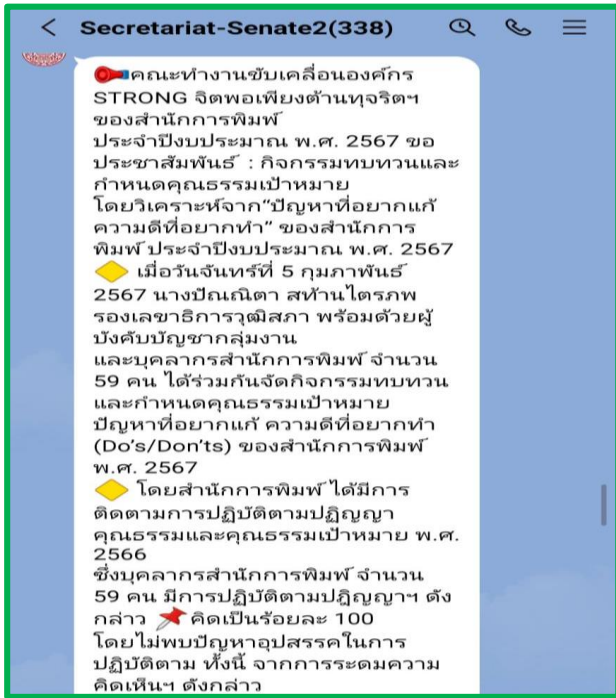 Secretariat-Senate2(338)
คณะทำงานขับเคลื่อนองค์กร
STRONG จิตพอเพียงต้านทุจริตฯ
ของสำนักการพิมพ์
ประจำปีงบประมาณ พ.ศ. 2567 ขอ
ประชาสัมพันธ์ : กิจกรรมทบทวนและ
กำหนดคุณธรรมเป้าหมาย
โดยวิเคราะห์จาก“ปัญหาที่อยากแก้
ความดีที่อยากทำ” ของสำนักการ
พิมพ์ ประจำปีงบประมาณ พ.ศ. 2567
🔶 เมื่อวันจันทร์ที่ 5 กุมภาพันธ์
2567 นางปัณณิตา สท้านไตรภพ
รองเลขาธิการวุฒิสภา พร้อมด้วยผู้
บังคับบัญชากลุ่มงาน
และบุคลากรสำนักการพิมพ์ จำนวน
59 คน ได้ร่วมกันจัดกิจกรรมทบทวน
และกำหนดคุณธรรมเป้าหมาย
ปัญหาที่อยากแก้ ความดีที่อยากทำ
(Do’s/Don’ts) ของสำนักการพิมพ์
พ.ศ. 2567
🔶 โดยสำนักการพิมพ์ ได้มีการ
ติดตามการปฏิบัติตามปฏิญญา
คุณธรรมและคุณธรรมเป้าหมาย พ.ศ.
2566
ซึ่งบุคลากรสำนักการพิมพ์ จำนวน
59 คน มีการปฏิบัติตามปฏิญญาฯ ดัง
กล่าว 📌 คิดเป็นร้อยละ 100
โดยไม่พบปัญหาอุปสรรคในการ
ปฏิบัติตาม ทั้งนี้ จากการระดมความ
คิดเห็นฯ ดังกล่าว